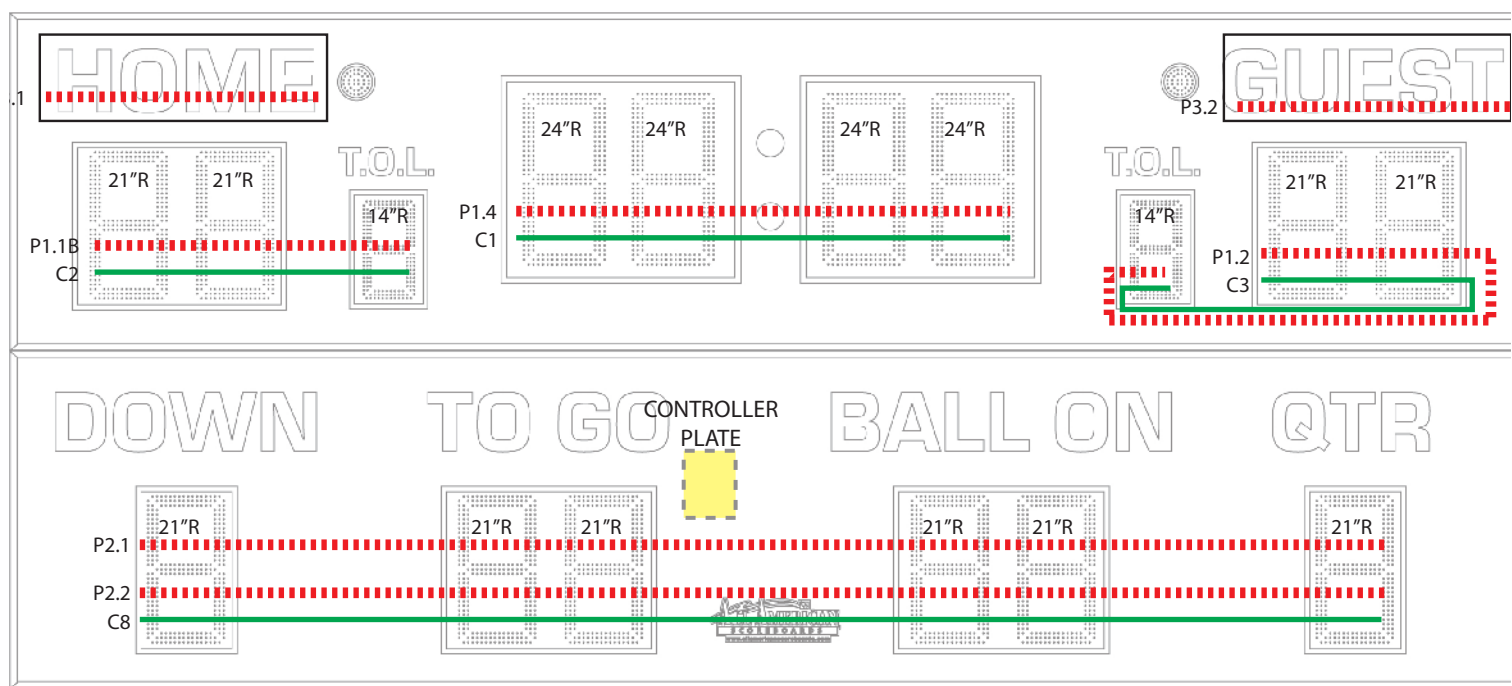 HOME
GUEST
.1
P3.2
24”R 24”R 24”R 24”R
T.O.L.
T.O.L.
21”R 21”R
21”R 21”R
14”R
14”R
P1.4
C1
P1.1B
C2
P1.2
C3
DOWN TO GO BALL ON QTR
CONTROLLER
PLATE
21”R 21”R 21”R 21”R 21”R 21”R
P2.1
P2.2
C8
SCOREBOARDS